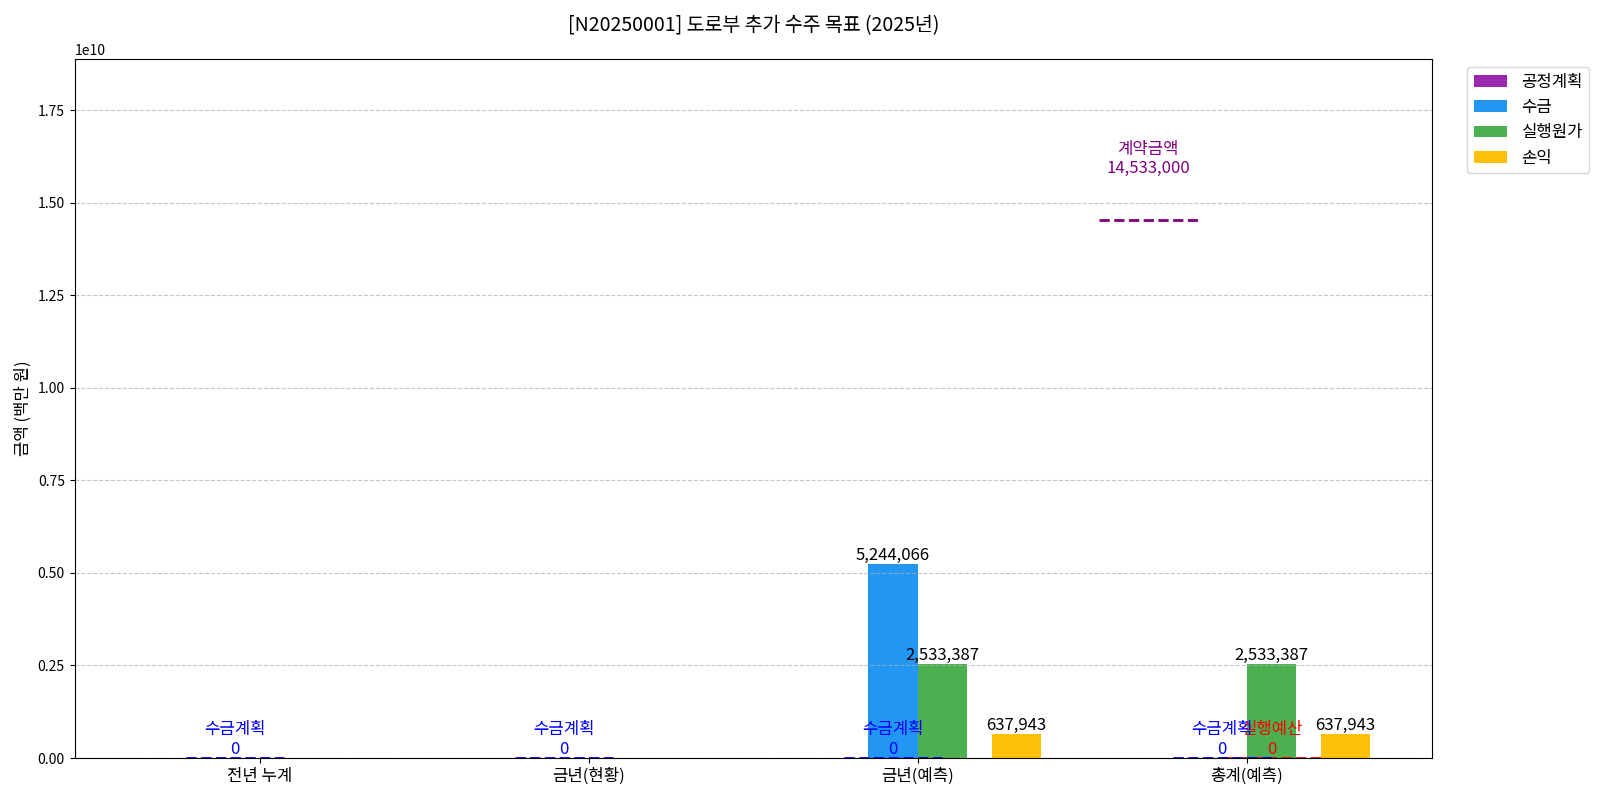 [N20250001] 도로부 추가 수주 목표 (2025년)
1e10
공정계획
수금
실행원가
손익
금액 (백만 원)
1.75
1.50
1.25
1.00
0.75
0.50
0.25
0.00
계약금액
14,533,000
5,244,066
2,533,387
637,943
2,533,387
637,943
수금계획
0
수금계획
0
수금계획
0
수금계획
0
실행예산
0
전년 누계
금년(현황)
금년(예측)
총계(예측)